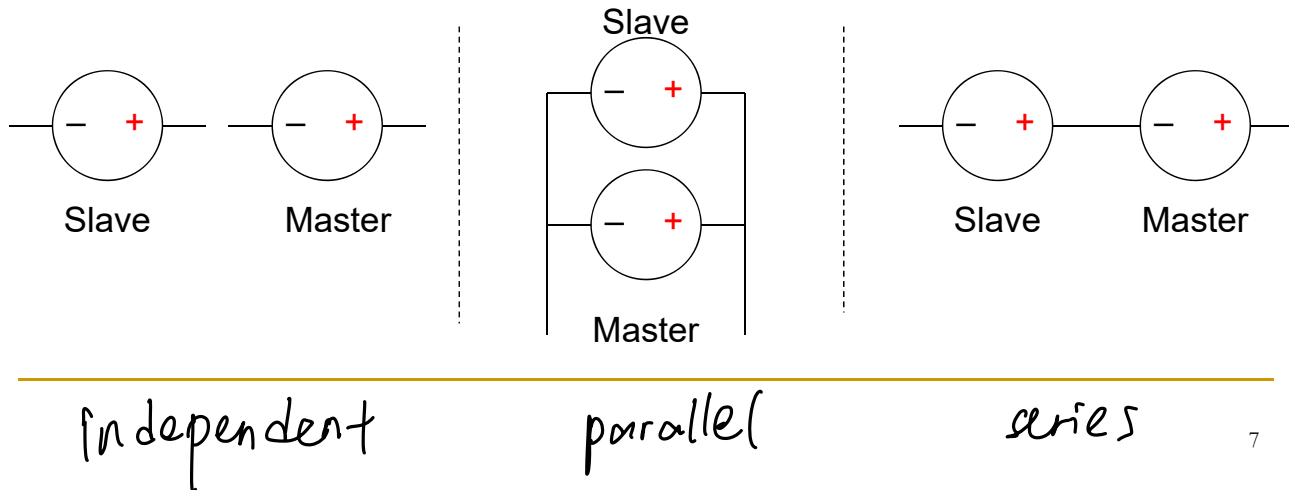 Slave
− + − + − + − + − +
Slave Master
− +
Master
Slave Master
independent parallel series
7